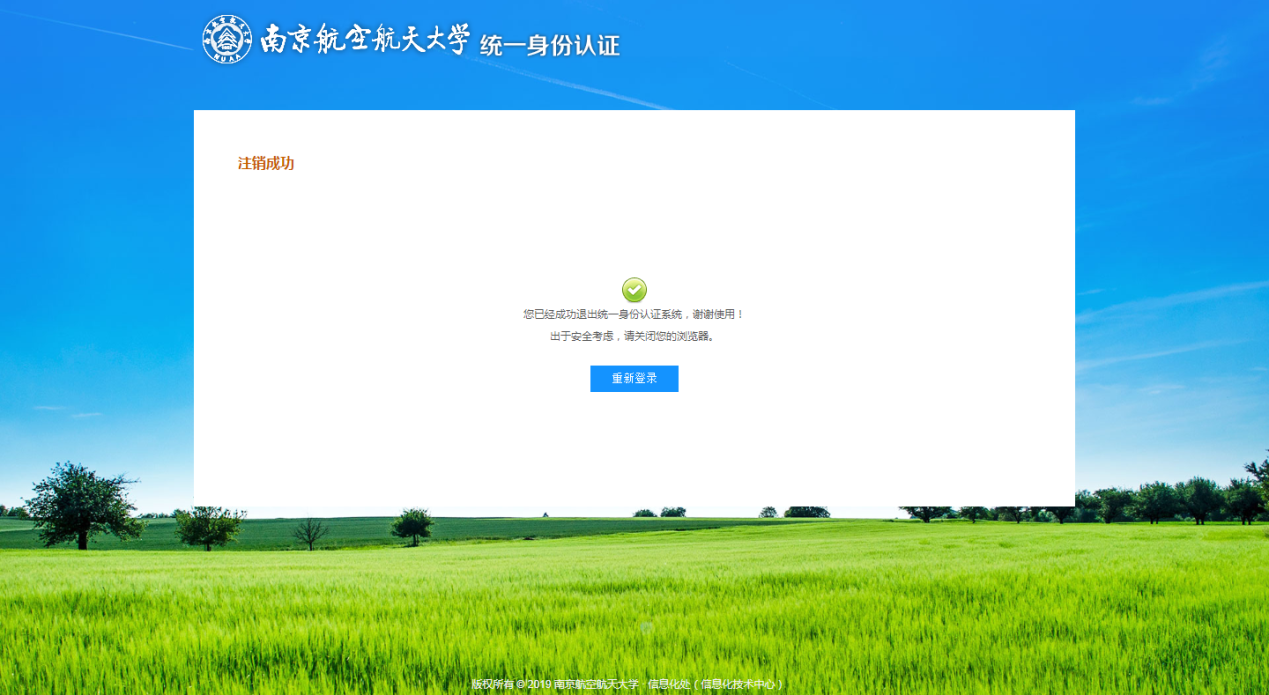 南京航空航天大学 统一身份认证
NUAA
注销成功
您已经成功退出统一身份认证系统，谢谢使用！
出于安全考虑，请关闭您的浏览器。
重新登录
版权所有 © 2019 南京航空航天大学 · 信息化处（信息化技术中心）